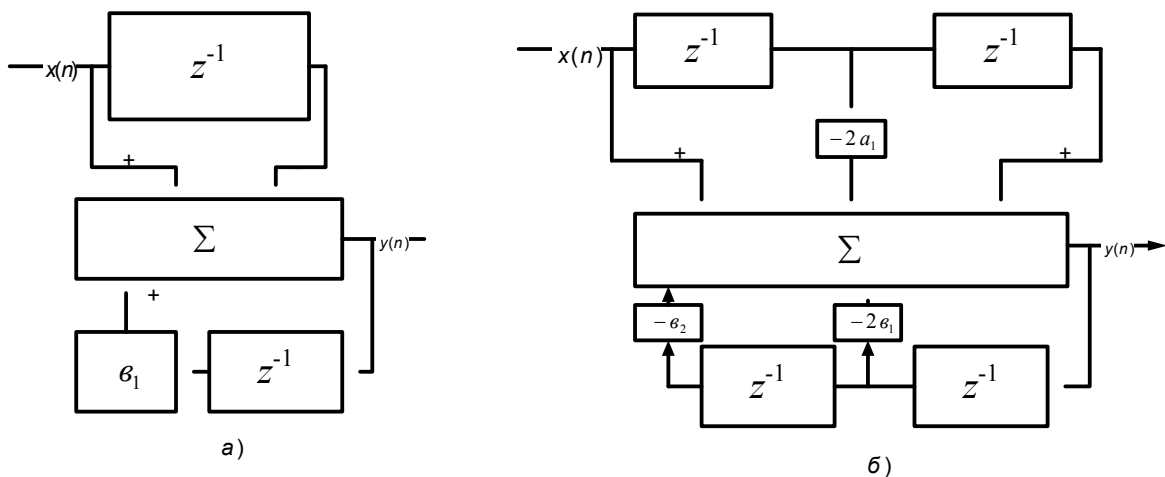 x(n)
z⁻¹
+
Σ
y(n)
+
в₁
z⁻¹
а)
x(n)
z⁻¹
z⁻¹
−2a₁
+
+
Σ
y(n)
−в₂
−2в₁
z⁻¹
z⁻¹
б)